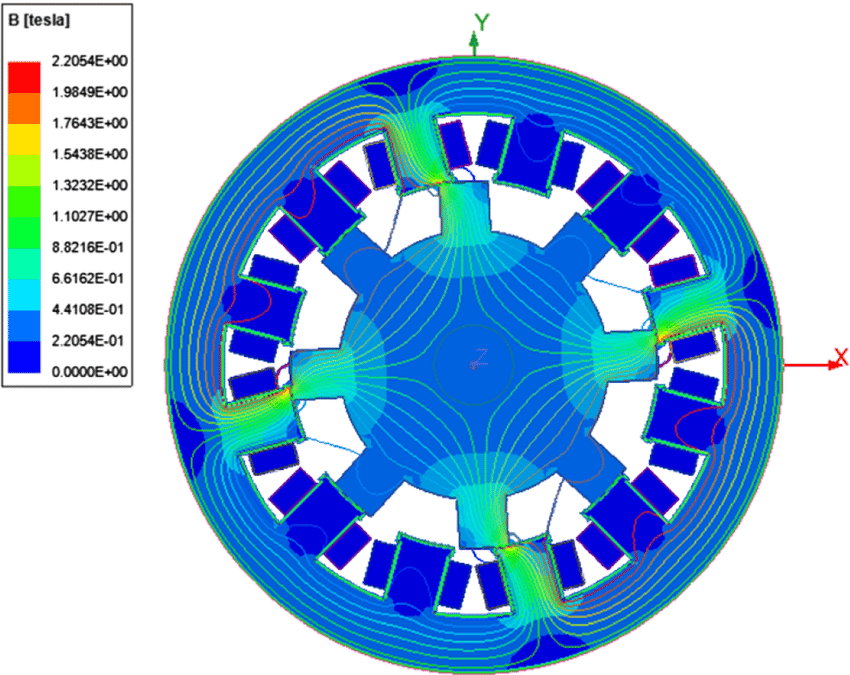 B [tesla]
2.2054E+00
1.9849E+00
1.7643E+00
1.5438E+00
1.3232E+00
1.1027E+00
8.8216E-01
6.6162E-01
4.4108E-01
2.2054E-01
0.0000E+00
Y
Z
X